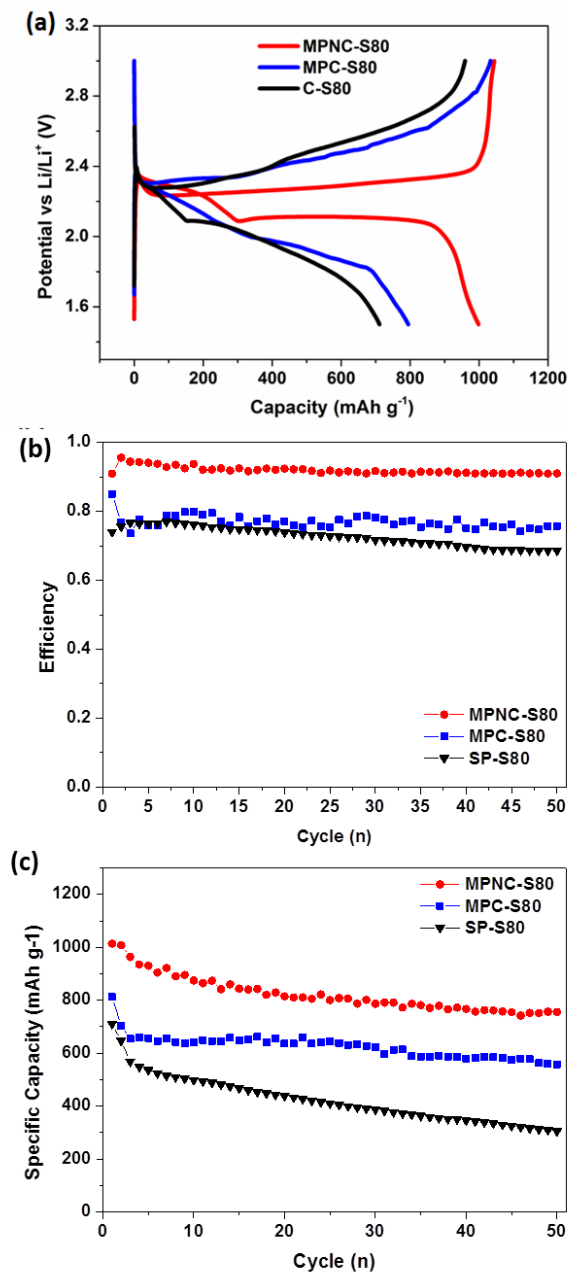 (a)
MPNC-S80
MPC-S80
C-S80
Potential vs Li/Li⁺ (V)
3.2
2.8
2.4
2.0
1.6
0
200
400
600
800
1000
1200
Capacity (mAh g⁻¹)
(b)
Efficiency
1.0
0.8
0.6
0.4
0.2
0.0
MPNC-S80
MPC-S80
SP-S80
0
5
10
15
20
25
30
35
40
45
50
Cycle (n)
(c)
Specific Capacity (mAh g-1)
1200
1000
800
600
400
200
0
MPNC-S80
MPC-S80
SP-S80
0
10
20
30
40
50
Cycle (n)